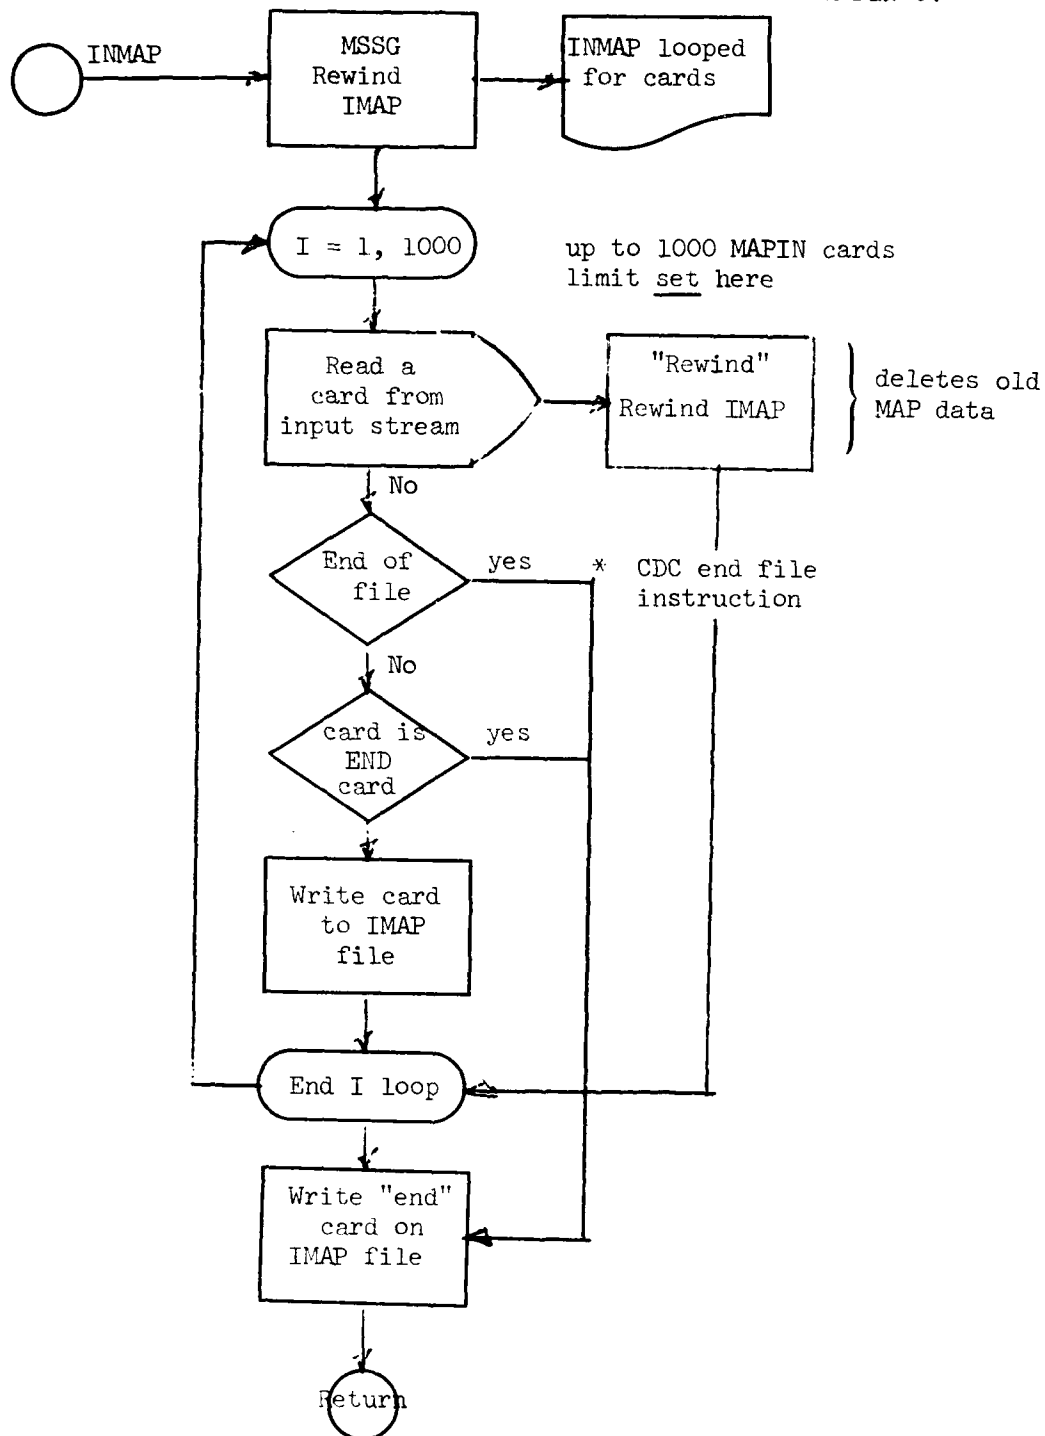 INMAP
MSSG
Rewind
IMAP
INMAP looped
for cards
I = 1, 1000
up to 1000 MAPIN cards
limit set here
Read a
card from
input stream
"Rewind"
Rewind IMAP
deletes old
MAP data
No
End of
file
yes
* CDC end file
instruction
No
card is
END
card
yes
Write card
to IMAP
file
End I loop
Write "end"
card on
IMAP file
Return